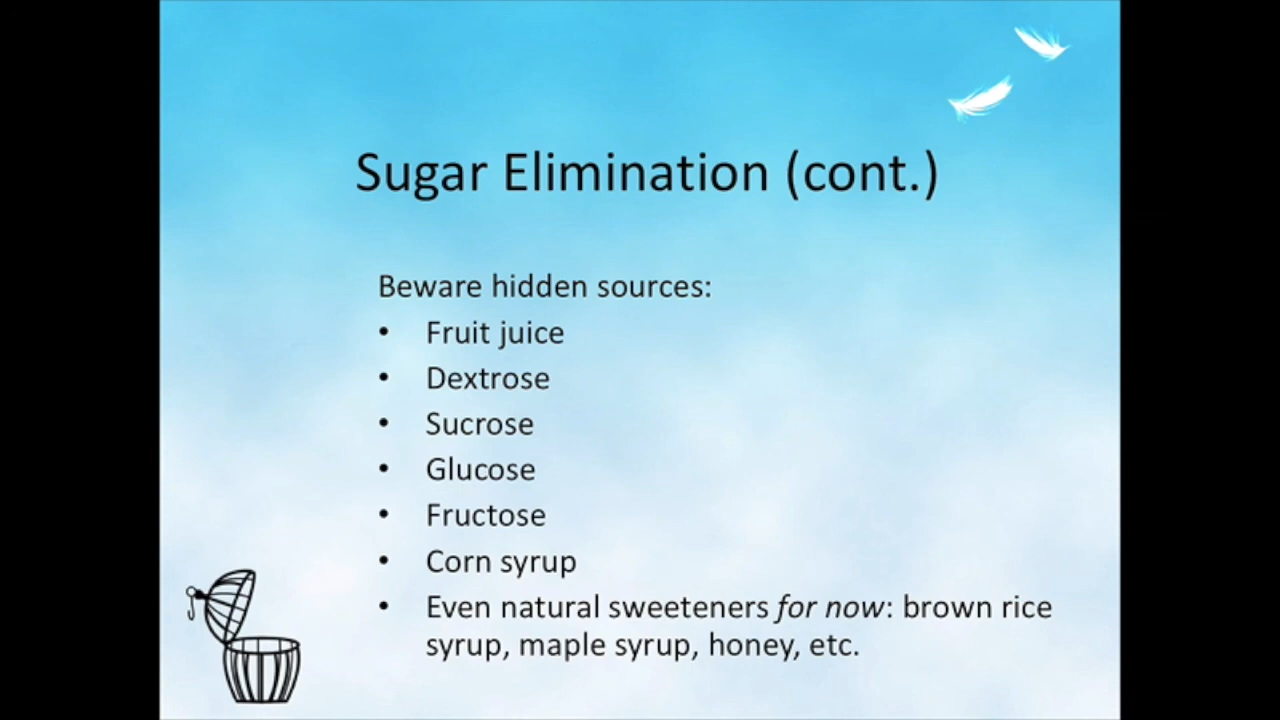 Sugar Elimination (cont.)
Beware hidden sources:
• Fruit juice
• Dextrose
• Sucrose
• Glucose
• Fructose
• Corn syrup
• Even natural sweeteners for now: brown rice
syrup, maple syrup, honey, etc.